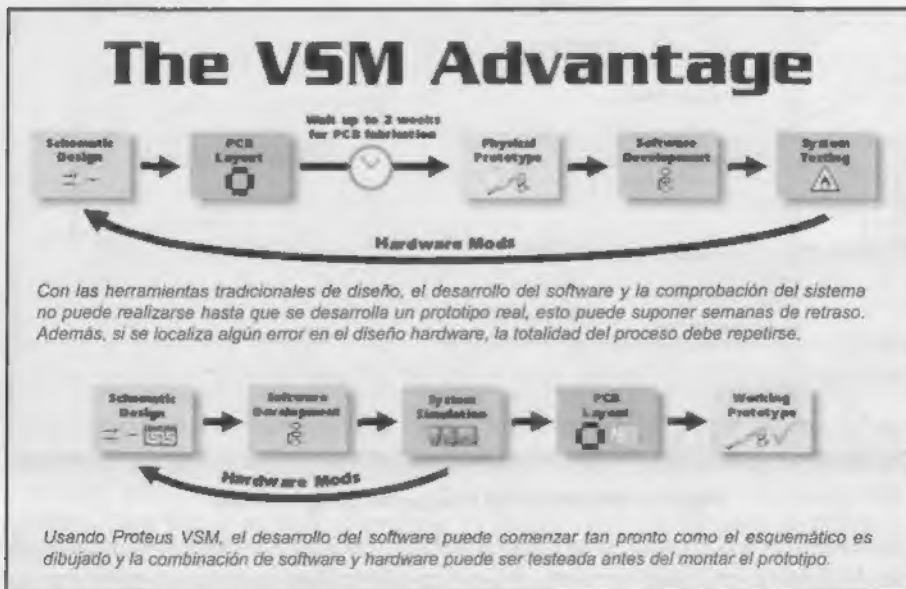 The VSM Advantage
Wait up to 2 weeks
for PCB fabrication
Schematic
Design
PCB
Layout
Physical
Prototype
Software
Development
System
Testing
Hardware Mods
Con las herramientas tradicionales de diseño, el desarrollo del software y la comprobación del sistema
no puede realizarse hasta que se desarrolla un prototipo real, esto puede suponer semanas de retraso.
Además, si se localiza algún error en el diseño hardware, la totalidad del proceso debe repetirse.
Schematic
Design
Software
Development
System
Simulation
PCB
Layout
Working
Prototype
Hardware Mods
Usando Proteus VSM, el desarrollo del software puede comenzar tan pronto como el esquemático es
dibujado y la combinación de software y hardware puede ser testeada antes del montar el prototipo.